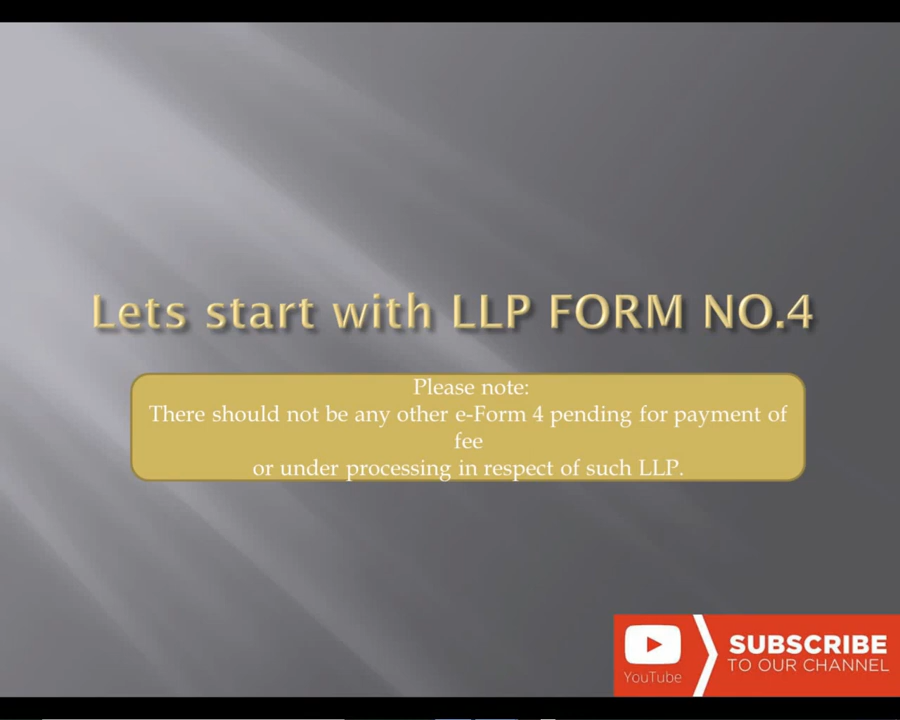 Lets start with LLP FORM NO.4
Please note:
There should not be any other e-Form 4 pending for payment of
fee
or under processing in respect of such LLP.
SUBSCRIBE
TO OUR CHANNEL
YouTube